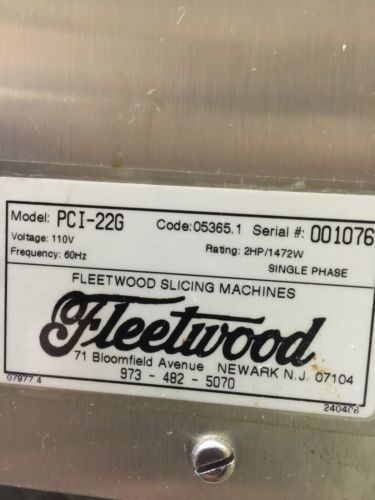 Model: PCI-22G Code:05365.1 Serial #: 001076
Voltage: 110V Rating: 2HP/1472W
Frequency: 60Hz SINGLE PHASE
FLEETWOOD SLICING MACHINES
Fleetwood
71 Bloomfield Avenue NEWARK N.J. 07104
973 - 482 - 5070
07977.4 240406